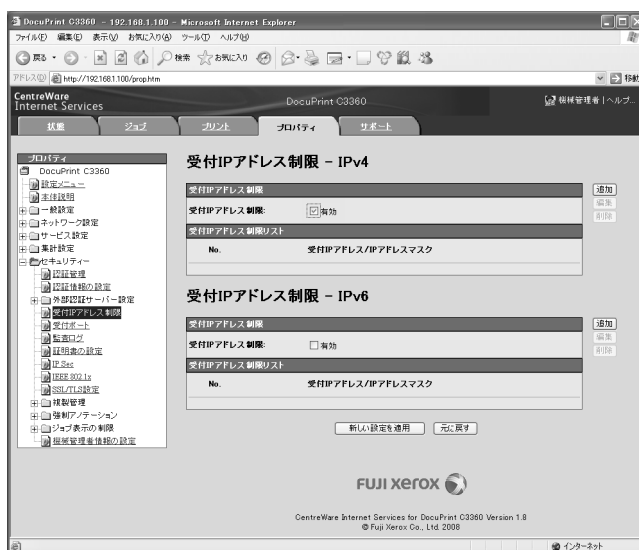 DocuPrint C3360 - 192.168.1.100 - Microsoft Internet Explorer
ファイル(F) 編集(E) 表示(V) お気に入り(A) ツール(T) ヘルプ(H)
戻る 検索 お気に入り
アドレス(D) http://192.168.1.100/prop.htm 移動
CentreWare
Internet Services
DocuPrint C3360
機械管理者 | ヘルプ...
状態 ジョブ プリント プロパティ サポート
プロパティ
DocuPrint C3360
設定メニュー
本体説明
一般設定
ネットワーク設定
サービス設定
集計設定
セキュリティー
認証管理
認証情報の設定
外部認証サーバー設定
受付IPアドレス制限
受付ポート
監査ログ
証明書の設定
IP Sec
IEEE 802.1x
SSL/TLS設定
複製管理
強制アノテーション
ジョブ表示の制限
機械管理者情報の設定
受付IPアドレス制限 - IPv4
受付IPアドレス制限
追加
編集
削除
受付IPアドレス制限: 有効
受付IPアドレス制限リスト
No. 受付IPアドレス/IPアドレスマスク
受付IPアドレス制限 - IPv6
受付IPアドレス制限
追加
編集
削除
受付IPアドレス制限: 有効
受付IPアドレス制限リスト
No. 受付IPアドレス/IPアドレスマスク
新しい設定を適用 元に戻す
FUJI XEROX
CentreWare Internet Services for DocuPrint C3360 Version 1.8
© Fuji Xerox Co., Ltd. 2008
インターネット